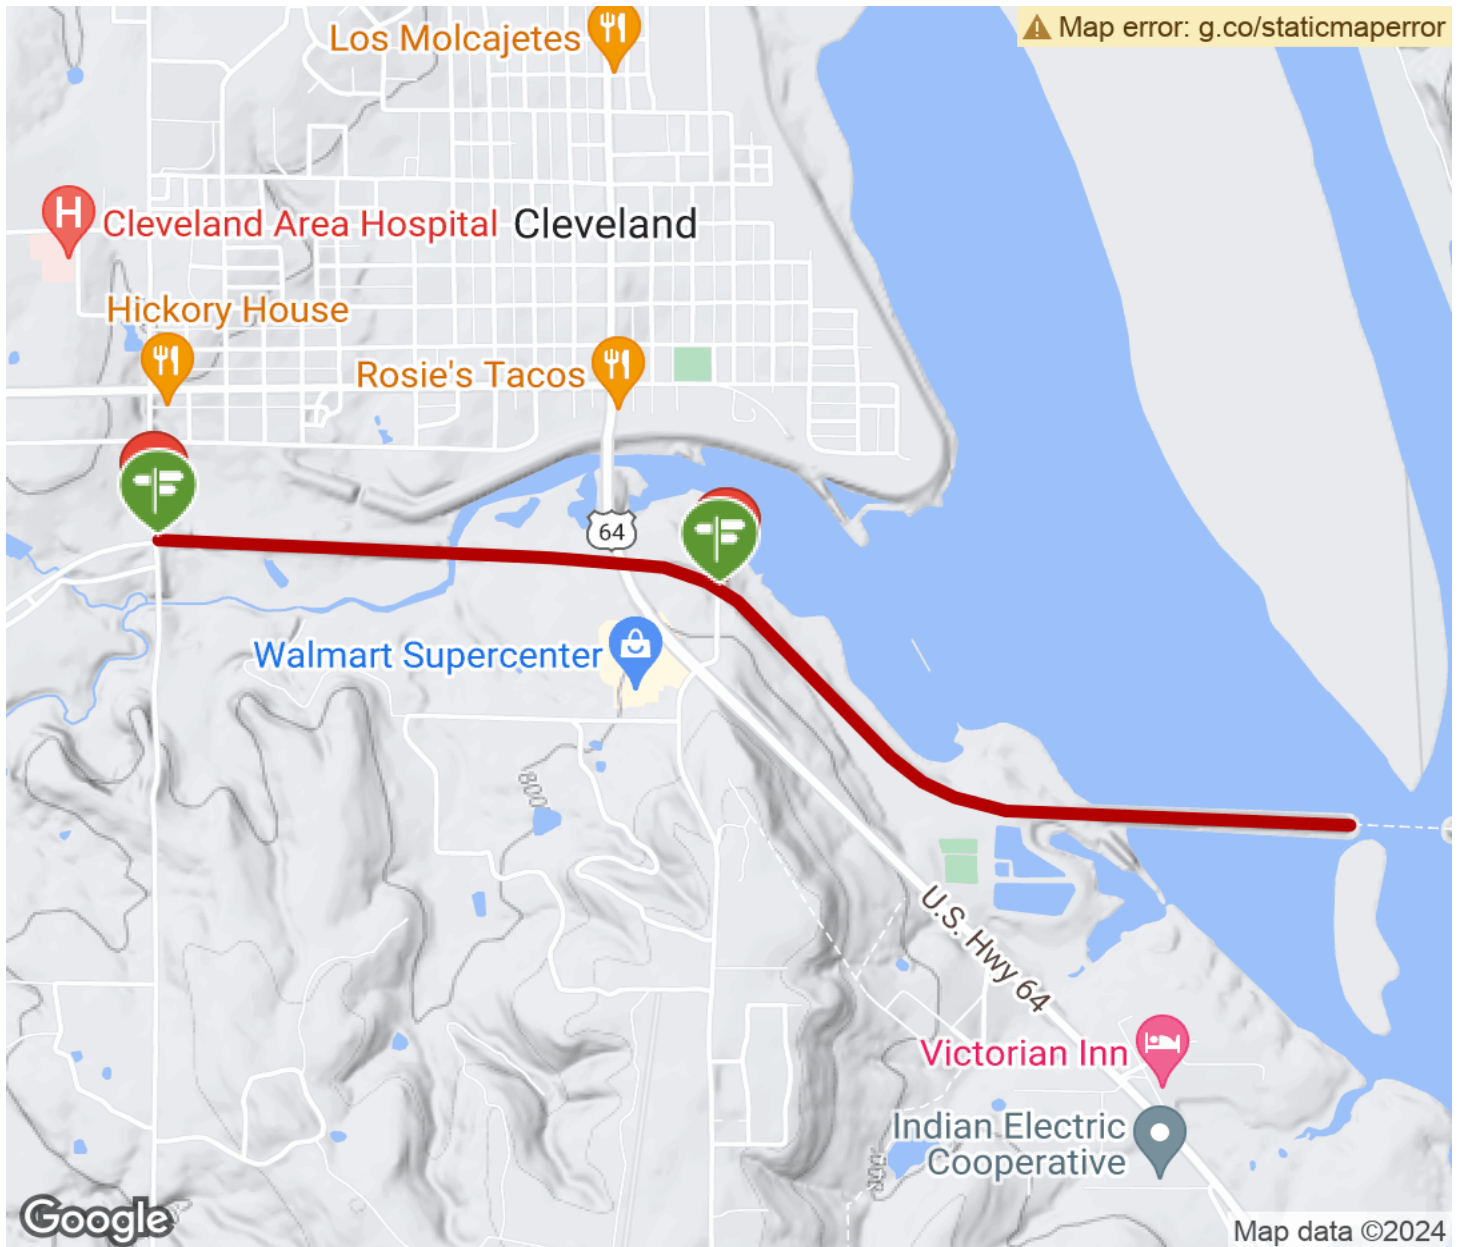 Map error: g.co/staticmaperror
Los Molcajetes
H
Cleveland Area Hospital
Cleveland
Hickory House
Rosie's Tacos
64
Walmart Supercenter
800
U.S. Hwy 64
Victorian Inn
Indian Electric
Cooperative
Google
Map data ©2024